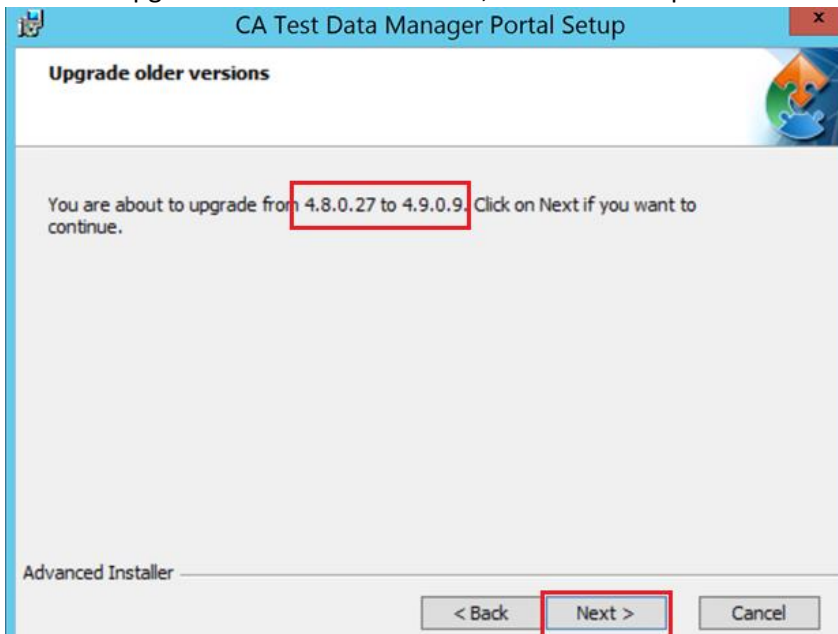 CA Test Data Manager Portal Setup
x
Upgrade older versions
You are about to upgrade from 4.8.0.27 to 4.9.0.9. Click on Next if you want to
continue.
Advanced Installer
< Back Next > Cancel